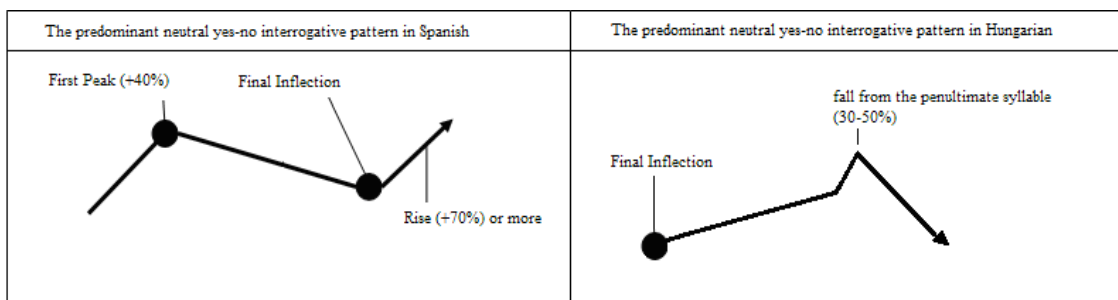 The predominant neutral yes-no interrogative pattern in Spanish
The predominant neutral yes-no interrogative pattern in Hungarian
First Peak (+40%)
Final Inflection
Rise (+70%) or more
fall from the penultimate syllable
(30-50%)
Final Inflection